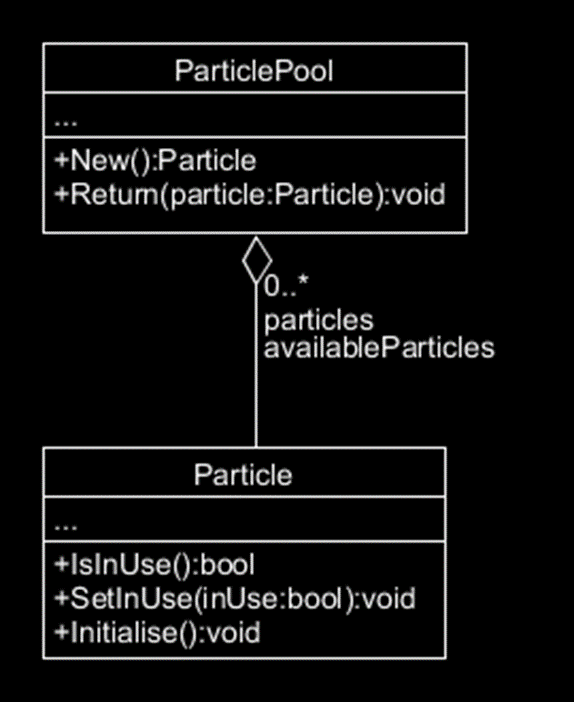 ParticlePool
...
+New():Particle
+Return(particle:Particle):void
0..*
particles
availableParticles
Particle
...
+IsInUse():bool
+SetInUse(inUse:bool):void
+Initialise():void